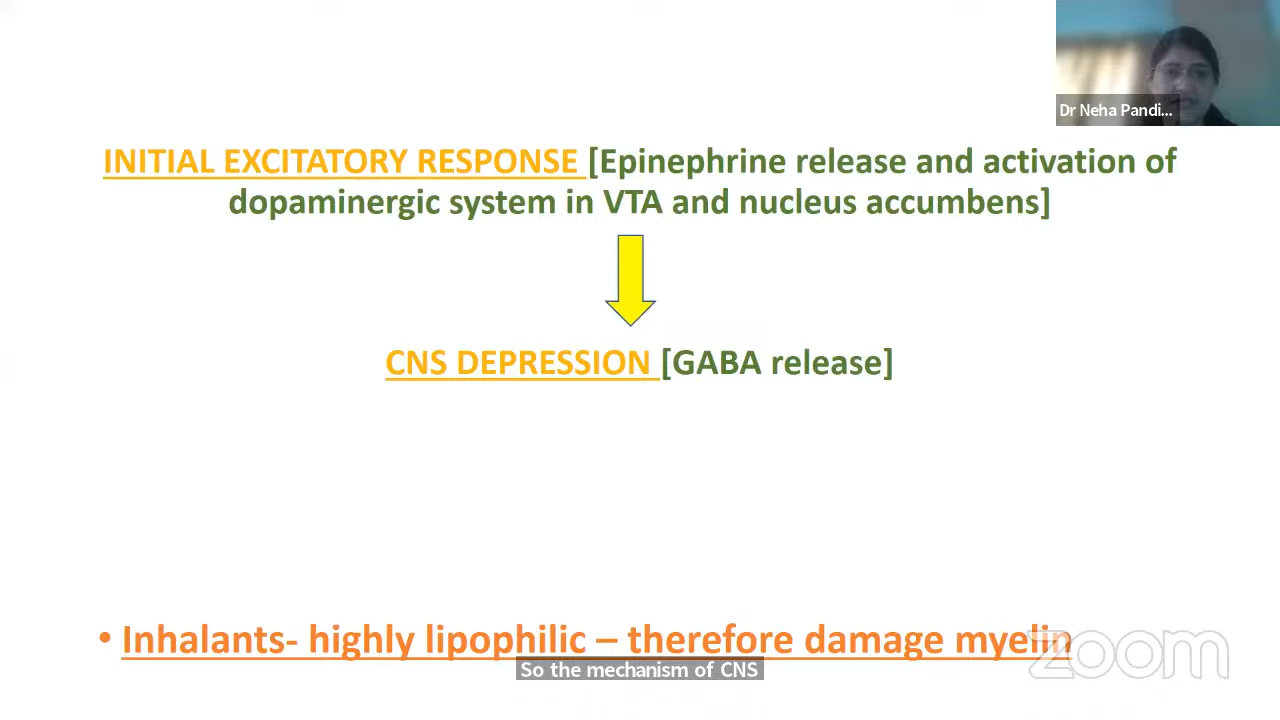 Dr Neha Pandi...
INITIAL EXCITATORY RESPONSE [Epinephrine release and activation of
dopaminergic system in VTA and nucleus accumbens]
CNS DEPRESSION [GABA release]
• Inhalants- highly lipophilic – therefore damage myelin
zoom
So the mechanism of CNS